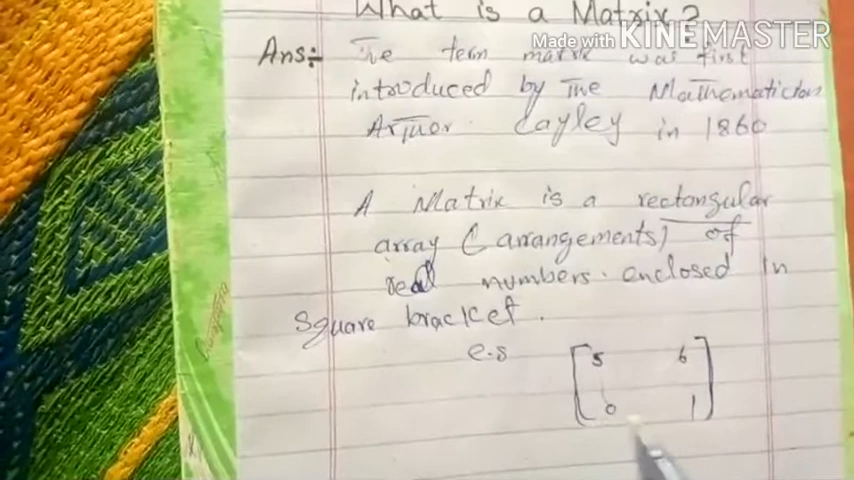 What is a Matrix?
Made with KINEMASTER
Ans:- The term matrix was first
introduced by The Mathematician
Arthor Cayley in 1860
A Matrix is a rectangular
array (arrangements) of
real numbers. enclosed in
Square bracket.
e.g
5 6
0 1